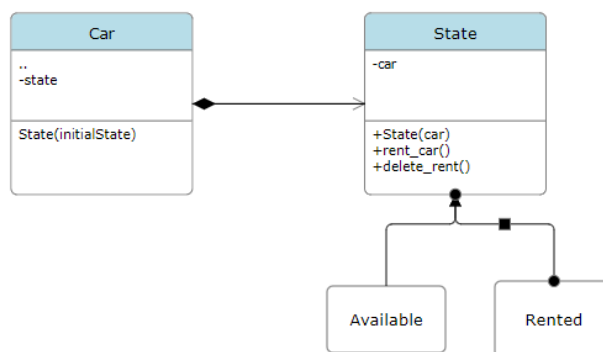 Car
..
-state
State(initialState)
State
-car
+State(car)
+rent_car()
+delete_rent()
Available
Rented